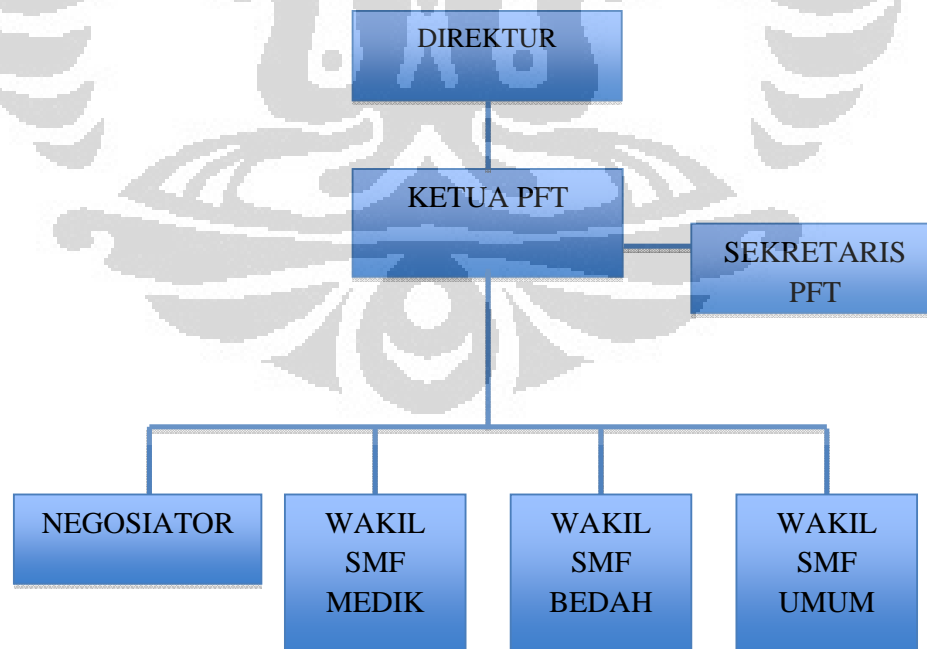 DIREKTUR
KETUA PFT
SEKRETARIS
PFT
NEGOSIATOR
WAKIL
SMF
MEDIK
WAKIL
SMF
BEDAH
WAKIL
SMF
UMUM